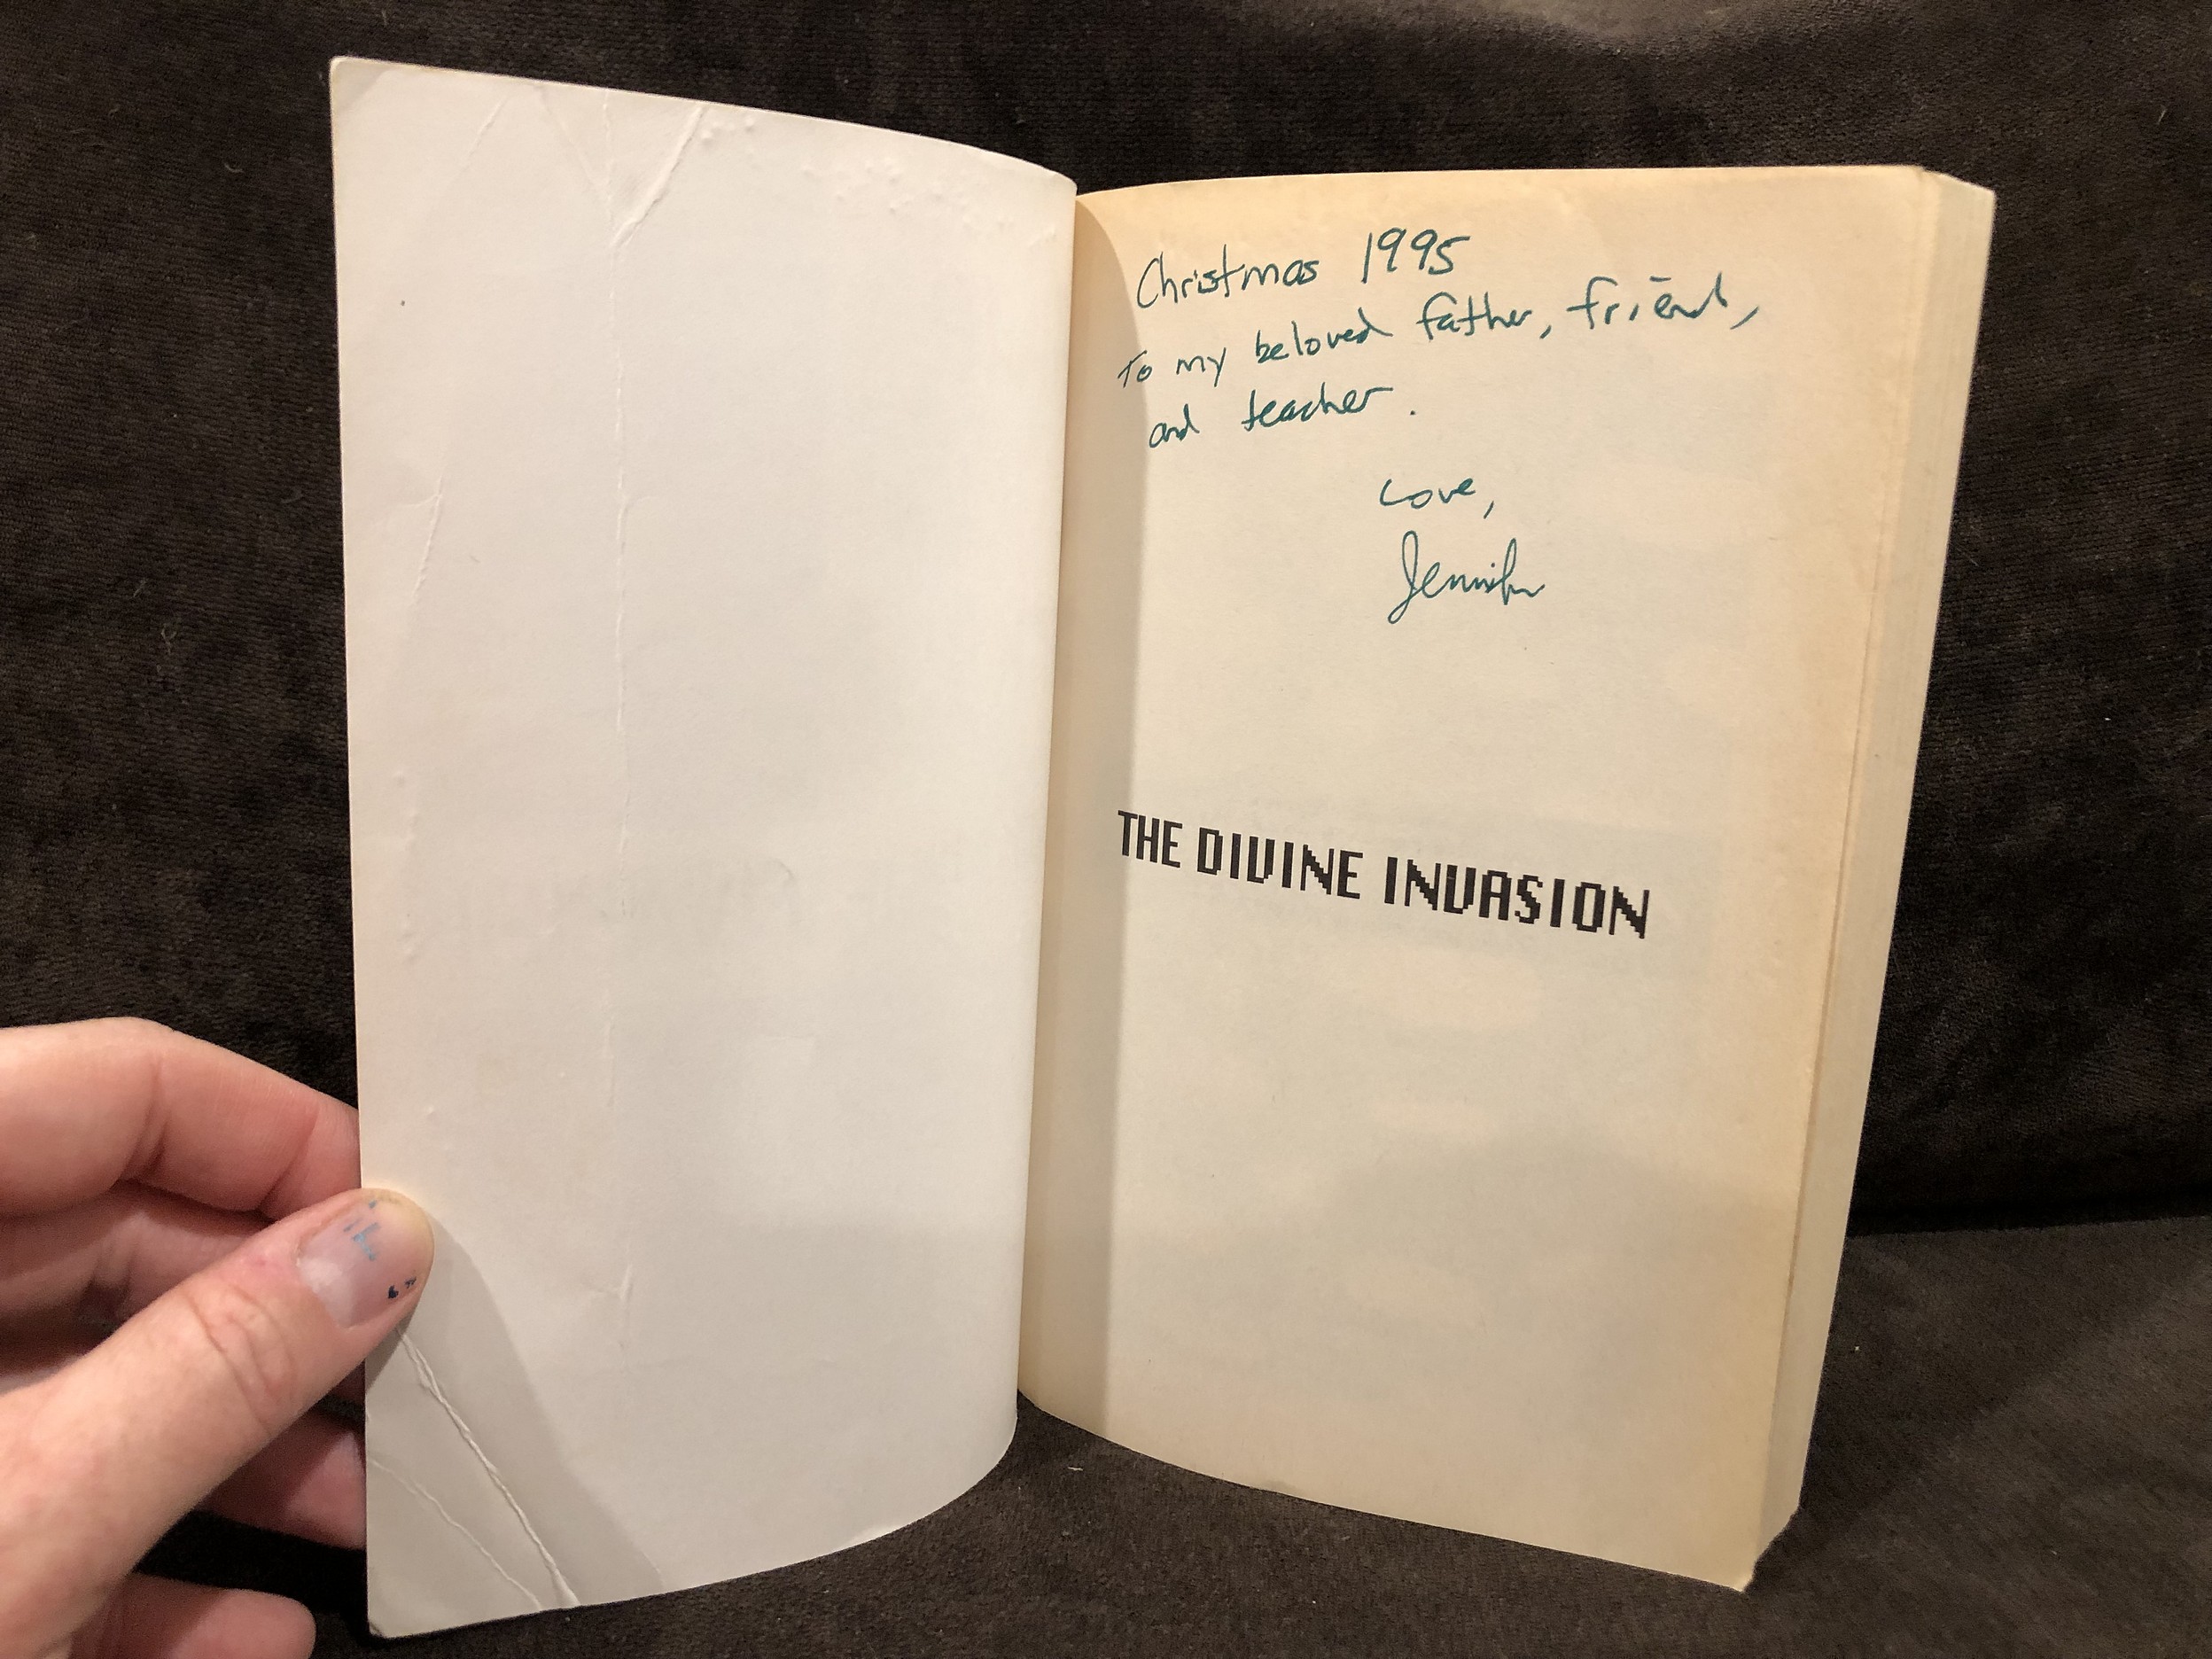 Christmas 1995
To my beloved father, friend,
and teacher.
Love,
Jennifer
THE DIVINE INVASION